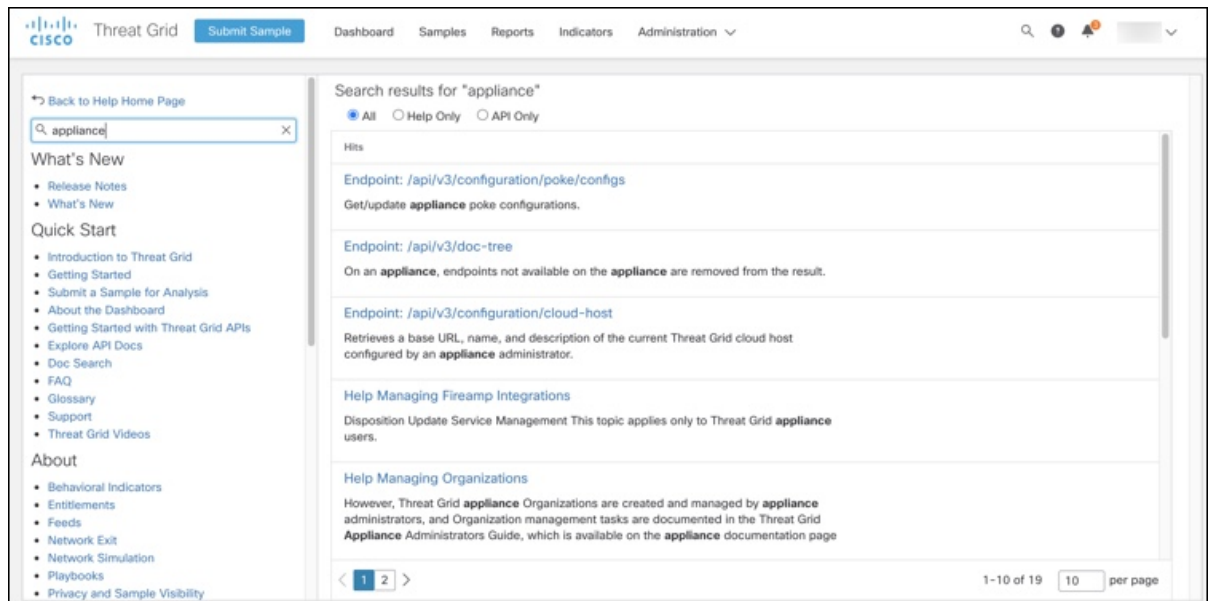 CISCO
Threat Grid
Submit Sample
Dashboard
Samples
Reports
Indicators
Administration
3
Back to Help Home Page
appliance
What's New
Release Notes
What's New
Quick Start
Introduction to Threat Grid
Getting Started
Submit a Sample for Analysis
About the Dashboard
Getting Started with Threat Grid APIs
Explore API Docs
Doc Search
FAQ
Glossary
Support
Threat Grid Videos
About
Behavioral Indicators
Entitlements
Feeds
Network Exit
Network Simulation
Playbooks
Privacy and Sample Visibility
Search results for "appliance"
All
Help Only
API Only
Hits
Endpoint: /api/v3/configuration/poke/configs
Get/update appliance poke configurations.
Endpoint: /api/v3/doc-tree
On an appliance, endpoints not available on the appliance are removed from the result.
Endpoint: /api/v3/configuration/cloud-host
Retrieves a base URL, name, and description of the current Threat Grid cloud host
configured by an appliance administrator.
Help Managing Fireamp Integrations
Disposition Update Service Management This topic applies only to Threat Grid appliance
users.
Help Managing Organizations
However, Threat Grid appliance Organizations are created and managed by appliance
administrators, and Organization management tasks are documented in the Threat Grid
Appliance Administrators Guide, which is available on the appliance documentation page
1 2
1-10 of 19
10
per page